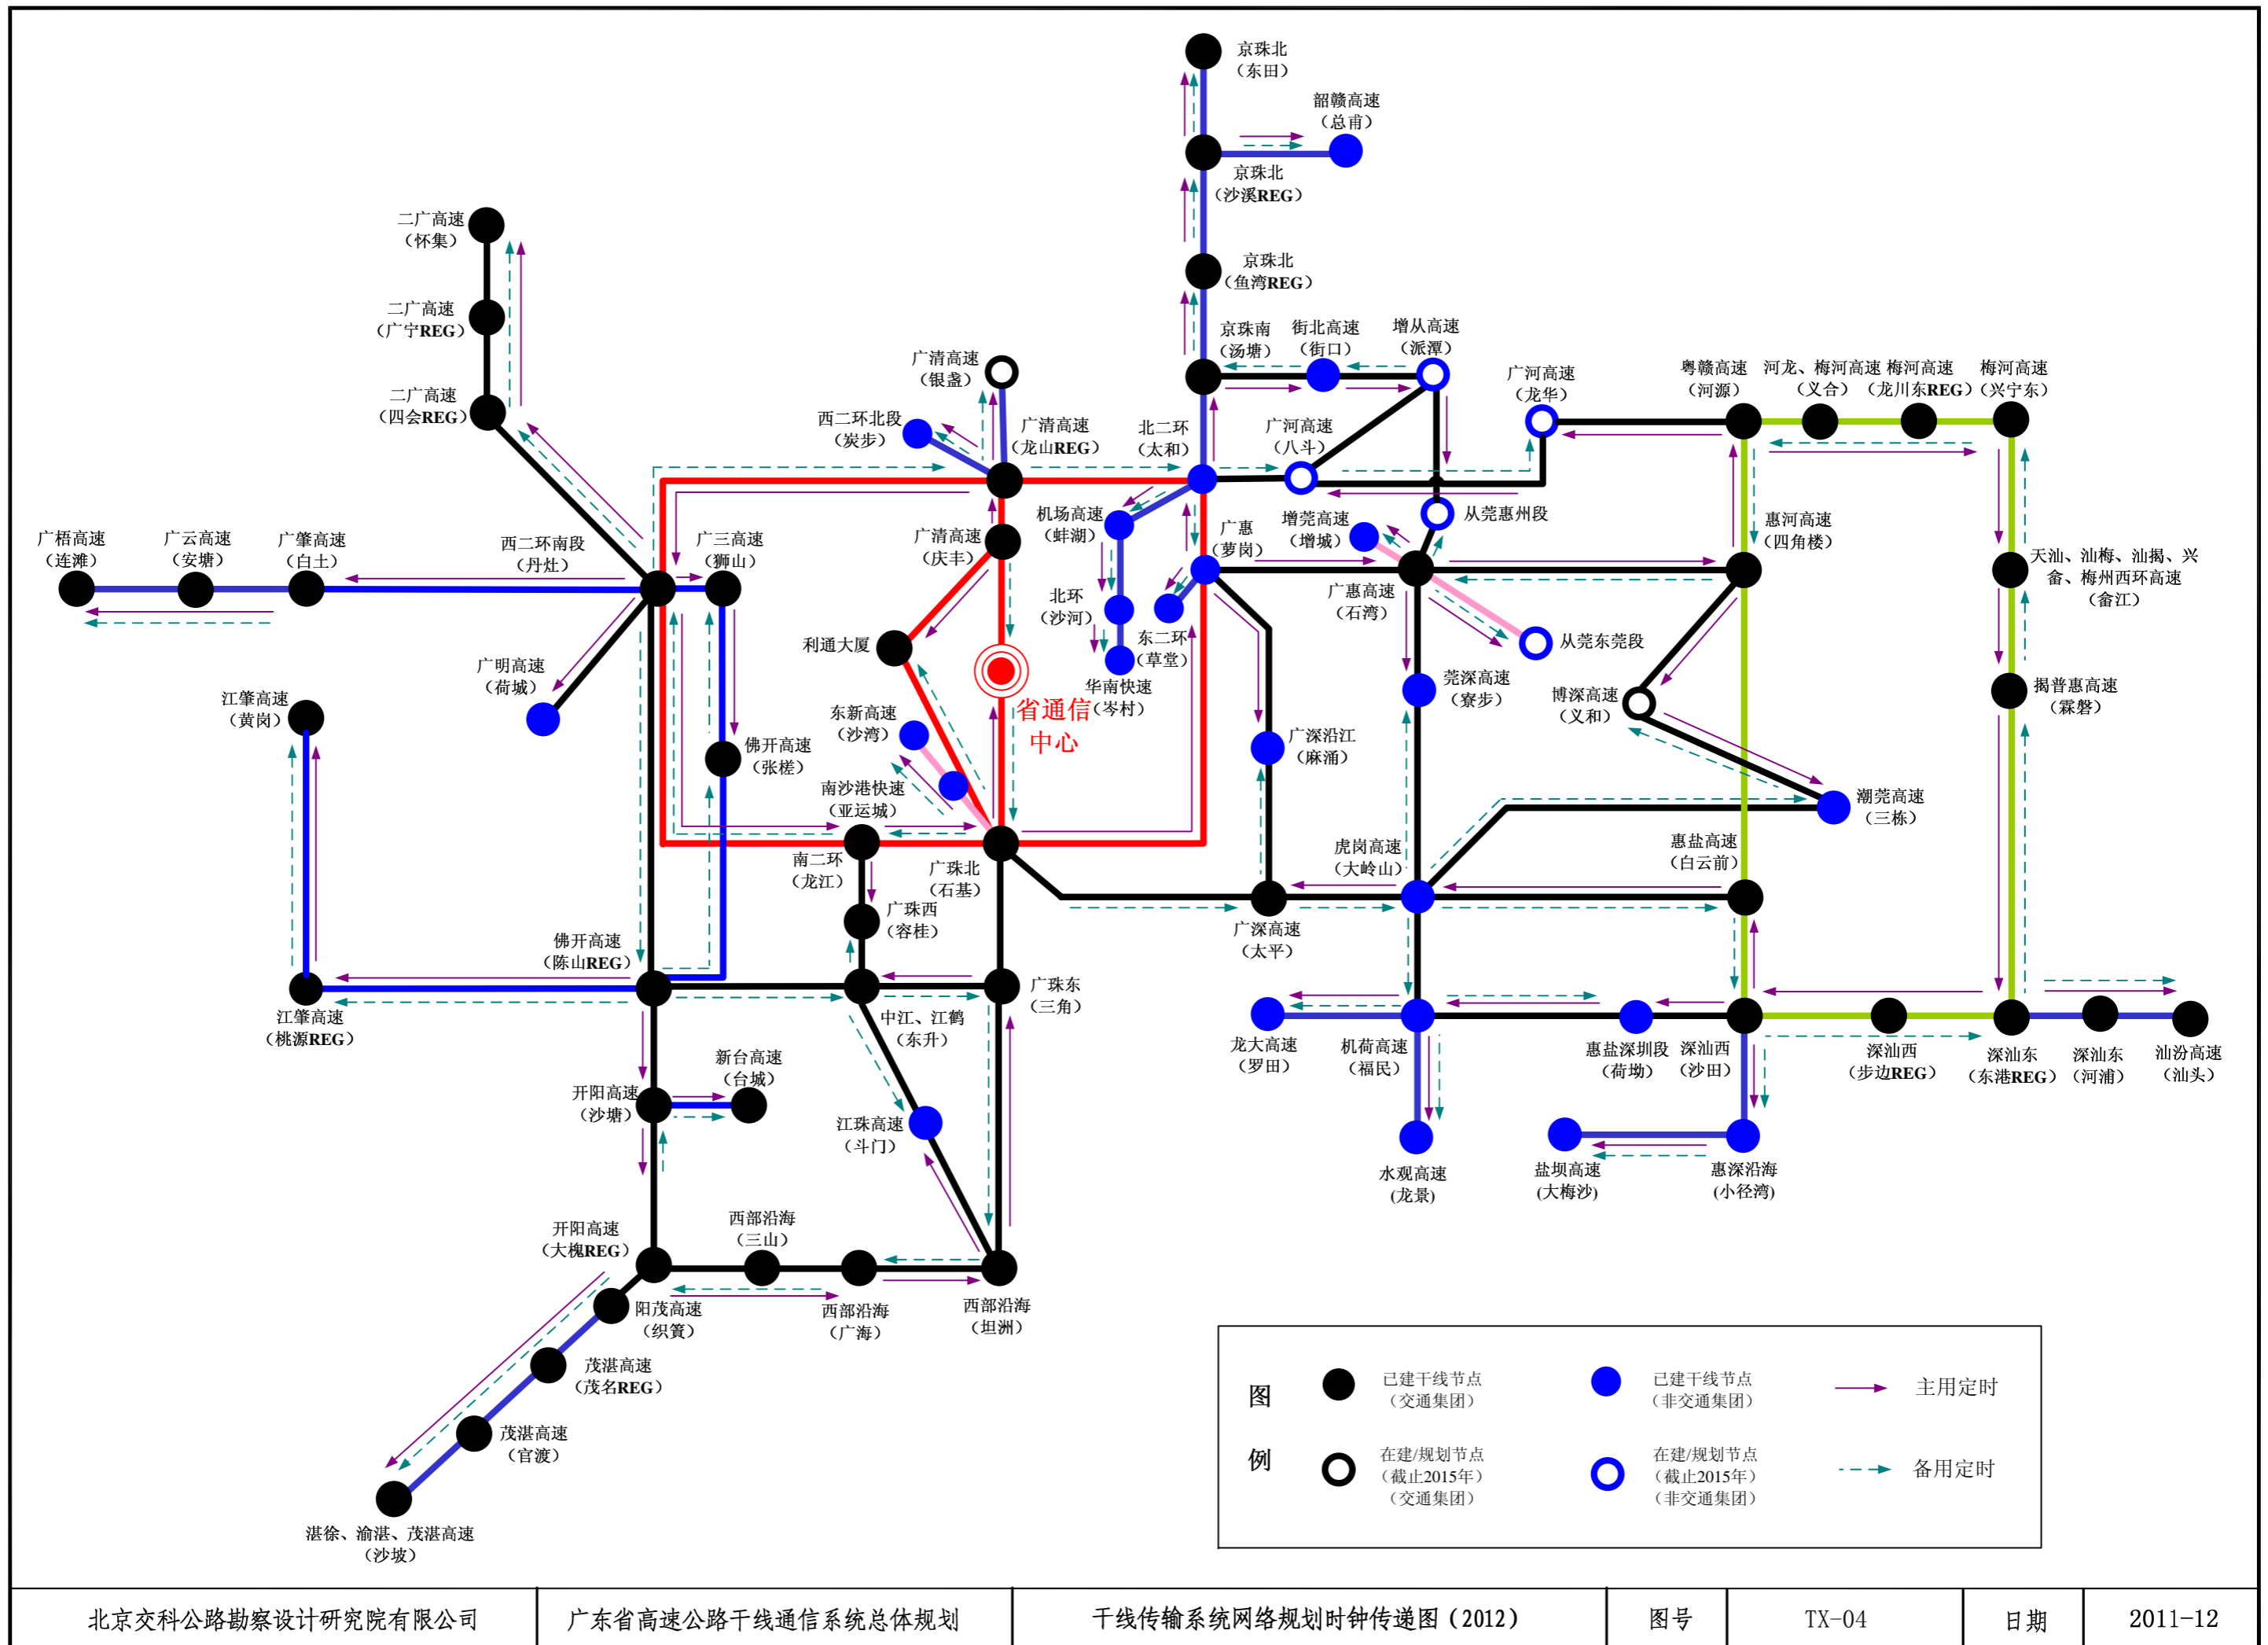 京珠北
（东田）
韶赣高速
（总甫）
京珠北
（沙溪REG）
二广高速
（怀集）
京珠北
（鱼湾REG）
二广高速
（广宁REG）
京珠南
（汤塘）
街北高速
（街口）
增从高速
（派潭）
广清高速
（银盏）
广河高速
（龙华）
粤赣高速
（河源）
河龙、梅河高速
（义合）
梅河高速
（龙川东REG）
梅河高速
（兴宁东）
二广高速
（四会REG）
西二环北段
（炭步）
广清高速
（龙山REG）
北二环
（太和）
广河高速
（八斗）
广梧高速
（连滩）
广云高速
（安塘）
广肇高速
（白土）
西二环南段
（丹灶）
广三高速
（狮山）
广清高速
（庆丰）
机场高速
（蚌湖）
广惠
（萝岗）
增莞高速
（增城）
从莞惠州段
惠河高速
（四角楼）
天汕、汕梅、汕揭、兴
畲、梅州西环高速
（畲江）
北环
（沙河）
广惠高速
（石湾）
利通大厦
东二环
（草堂）
从莞东莞段
广明高速
（荷城）
华南快速
（岑村）
莞深高速
（寮步）
博深高速
（义和）
揭普惠高速
（霖磐）
江肇高速
（黄岗）
省通信
中心
东新高速
（沙湾）
佛开高速
（张槎）
广深沿江
（麻涌）
南沙港快速
（亚运城）
潮莞高速
（三栋）
南二环
（龙江）
广珠北
（石基）
虎岗高速
（大岭山）
惠盐高速
（白云前）
广珠西
（容桂）
广深高速
（太平）
佛开高速
（陈山REG）
广珠东
（三角）
江肇高速
（桃源REG）
中江、江鹤
（东升）
龙大高速
（罗田）
机荷高速
（福民）
惠盐深圳段
（荷坳）
深汕西
（沙田）
深汕西
（步边REG）
深汕东
（东港REG）
深汕东
（河浦）
汕汾高速
（汕头）
新台高速
（台城）
开阳高速
（沙塘）
江珠高速
（斗门）
水观高速
(龙景)
盐坝高速
(大梅沙)
惠深沿海
(小径湾)
开阳高速
（大槐REG）
西部沿海
（三山）
阳茂高速
（织篢）
西部沿海
（广海）
西部沿海
（坦洲）
茂湛高速
（茂名REG）
茂湛高速
（官渡）
湛徐、渝湛、茂湛高速
（沙坡）
图
例
已建干线节点
（交通集团）
已建干线节点
（非交通集团）
主用定时
在建/规划节点
（截止2015年）
（交通集团）
在建/规划节点
（截止2015年）
（非交通集团）
备用定时
北京交科公路勘察设计研究院有限公司
广东省高速公路干线通信系统总体规划
干线传输系统网络规划时钟传递图（2012）
图号
TX-04
日期
2011-12